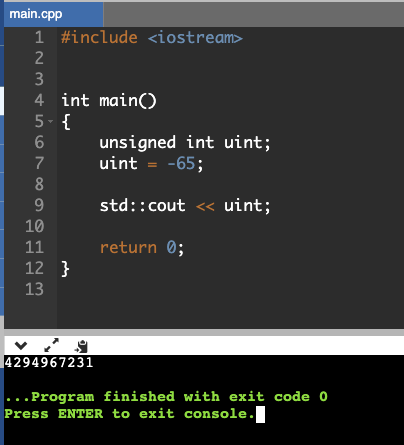 main.cpp
1 #include <iostream>
2
3
4 int main()
5 {
6 unsigned int uint;
7 uint = -65;
8
9 std::cout << uint;
10
11 return 0;
12 }
13
4294967231
...Program finished with exit code 0
Press ENTER to exit console.